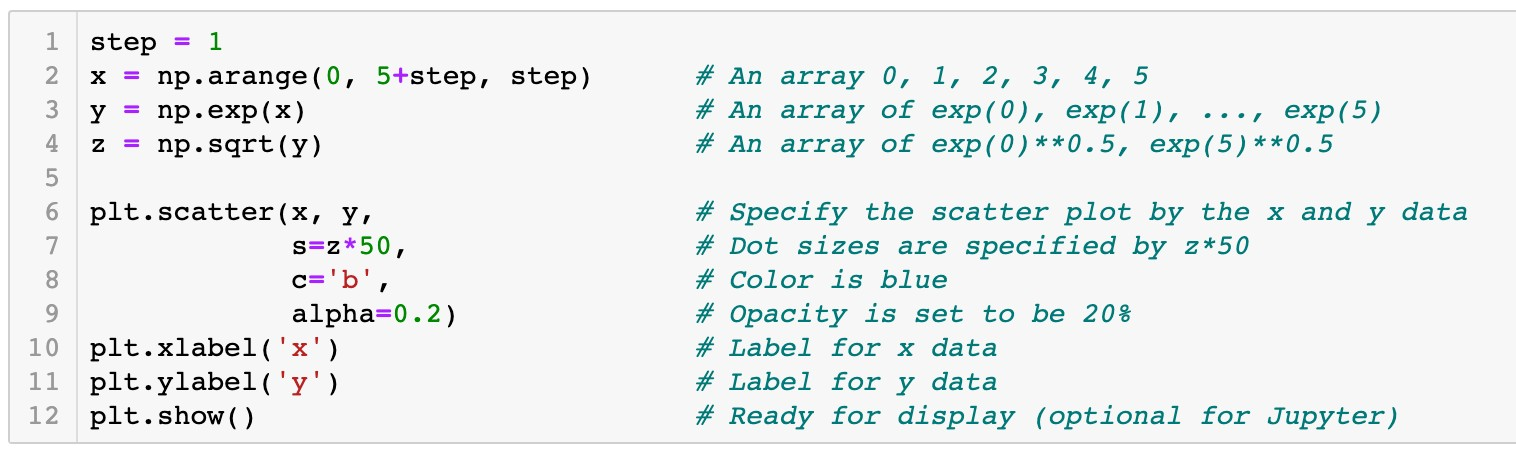 1 step = 1
2 x = np.arange(0, 5+step, step)      # An array 0, 1, 2, 3, 4, 5
3 y = np.exp(x)                       # An array of exp(0), exp(1), ..., exp(5)
4 z = np.sqrt(y)                      # An array of exp(0)**0.5, exp(5)**0.5
5
6 plt.scatter(x, y,                   # Specify the scatter plot by the x and y data
7             s=z*50,                 # Dot sizes are specified by z*50
8             c='b',                  # Color is blue
9             alpha=0.2)              # Opacity is set to be 20%
10 plt.xlabel('x')                     # Label for x data
11 plt.ylabel('y')                     # Label for y data
12 plt.show()                          # Ready for display (optional for Jupyter)